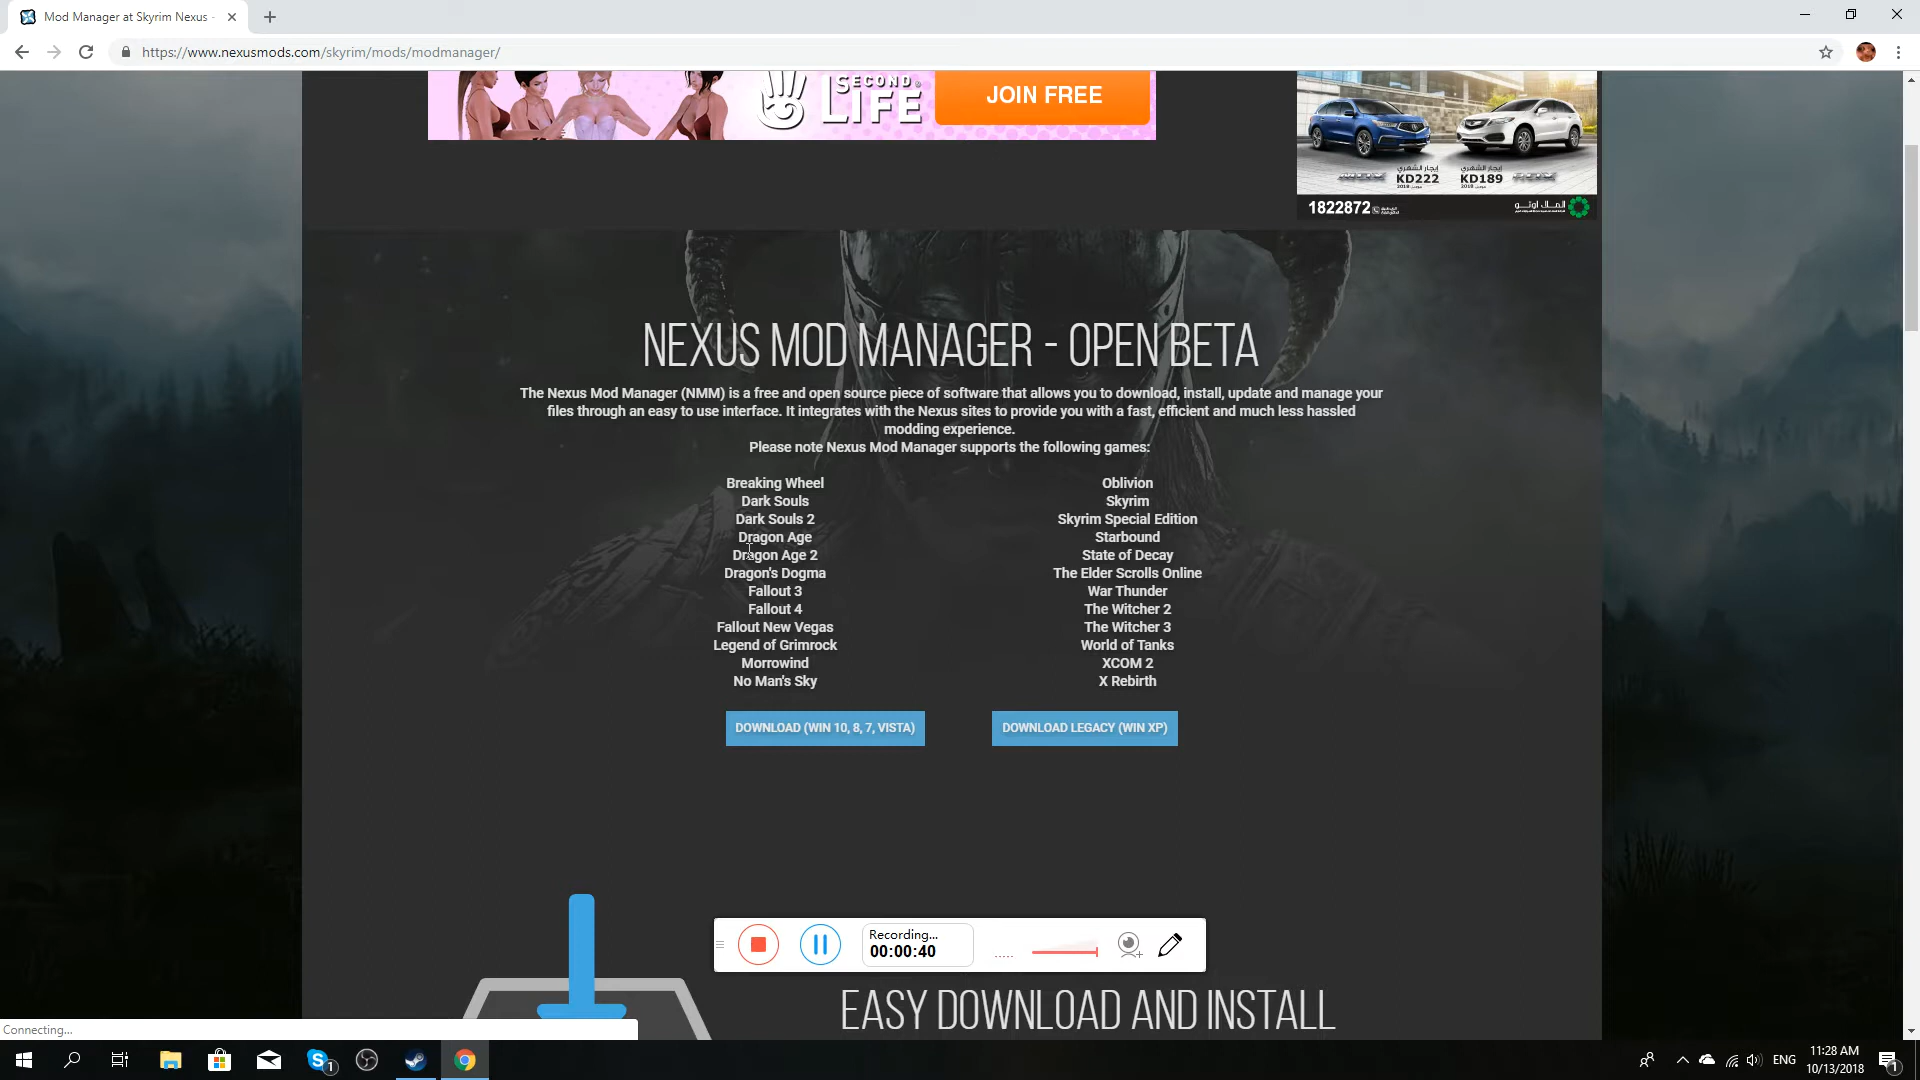 Mod Manager at Skyrim Nexus -
https://www.nexusmods.com/skyrim/mods/modmanager/
SECOND
LIFE
JOIN FREE
إيجار الشهري
KD222
2018
إيجار الشهري
KD189
2018
1822872
NEXUS MOD MANAGER - OPEN BETA
The Nexus Mod Manager (NMM) is a free and open source piece of software that allows you to download, install, update and manage your
files through an easy to use interface. It integrates with the Nexus sites to provide you with a fast, efficient and much less hassled
modding experience.
Please note Nexus Mod Manager supports the following games:
Breaking Wheel
Dark Souls
Dark Souls 2
Dragon Age
Dragon Age 2
Dragon's Dogma
Fallout 3
Fallout 4
Fallout New Vegas
Legend of Grimrock
Morrowind
No Man's Sky
Oblivion
Skyrim
Skyrim Special Edition
Starbound
State of Decay
The Elder Scrolls Online
War Thunder
The Witcher 2
The Witcher 3
World of Tanks
XCOM 2
X Rebirth
DOWNLOAD (WIN 10, 8, 7, VISTA)
DOWNLOAD LEGACY (WIN XP)
Recording...
00:00:40
EASY DOWNLOAD AND INSTALL
Connecting...
1
ENG
11:28 AM
10/13/2018
1